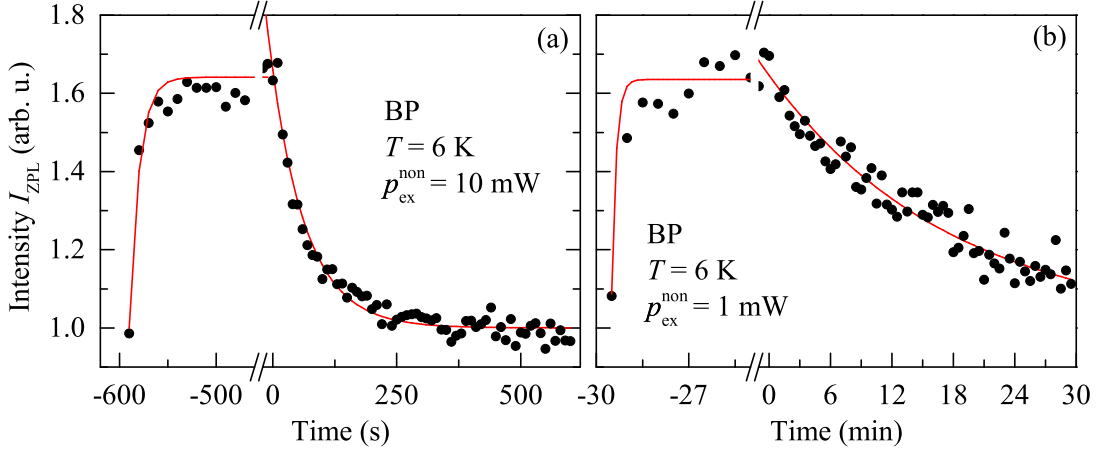 1.8
1.6
1.4
1.2
1.0
Intensity I_ZPL (arb. u.)
(a)
BP
T = 6 K
p_ex^non = 10 mW
-600 -500 0 250 500
Time (s)
(b)
BP
T = 6 K
p_ex^non = 1 mW
-30 -27 0 6 12 18 24 30
Time (min)